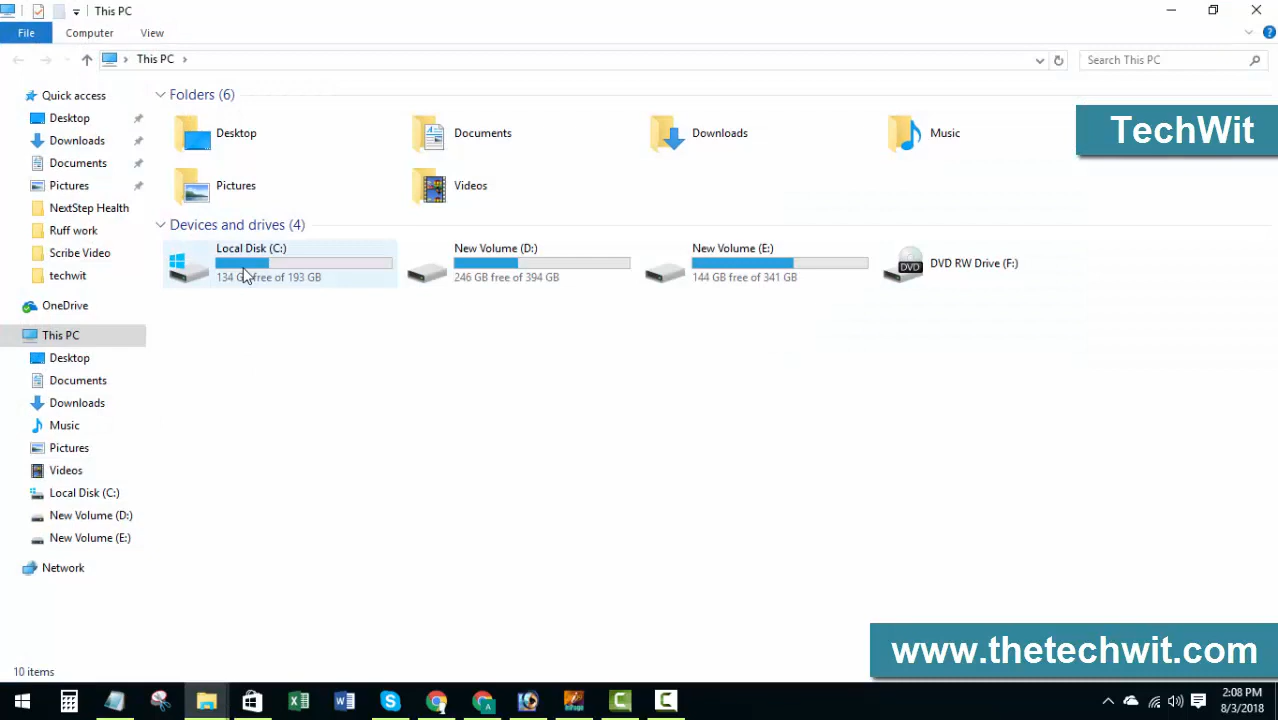 This PC
File
Computer
View
This PC
Search This PC
Quick access
Desktop
Downloads
Documents
Pictures
NextStep Health
Ruff work
Scribe Video
techwit
OneDrive
This PC
Desktop
Documents
Downloads
Music
Pictures
Videos
Local Disk (C:)
New Volume (D:)
New Volume (E:)
Network
Folders (6)
Desktop
Documents
Downloads
Music
Pictures
Videos
Devices and drives (4)
Local Disk (C:)
134 GB free of 193 GB
New Volume (D:)
246 GB free of 394 GB
New Volume (E:)
144 GB free of 341 GB
DVD
DVD RW Drive (F:)
TechWit
www.thetechwit.com
10 items
2:08 PM
8/3/2018